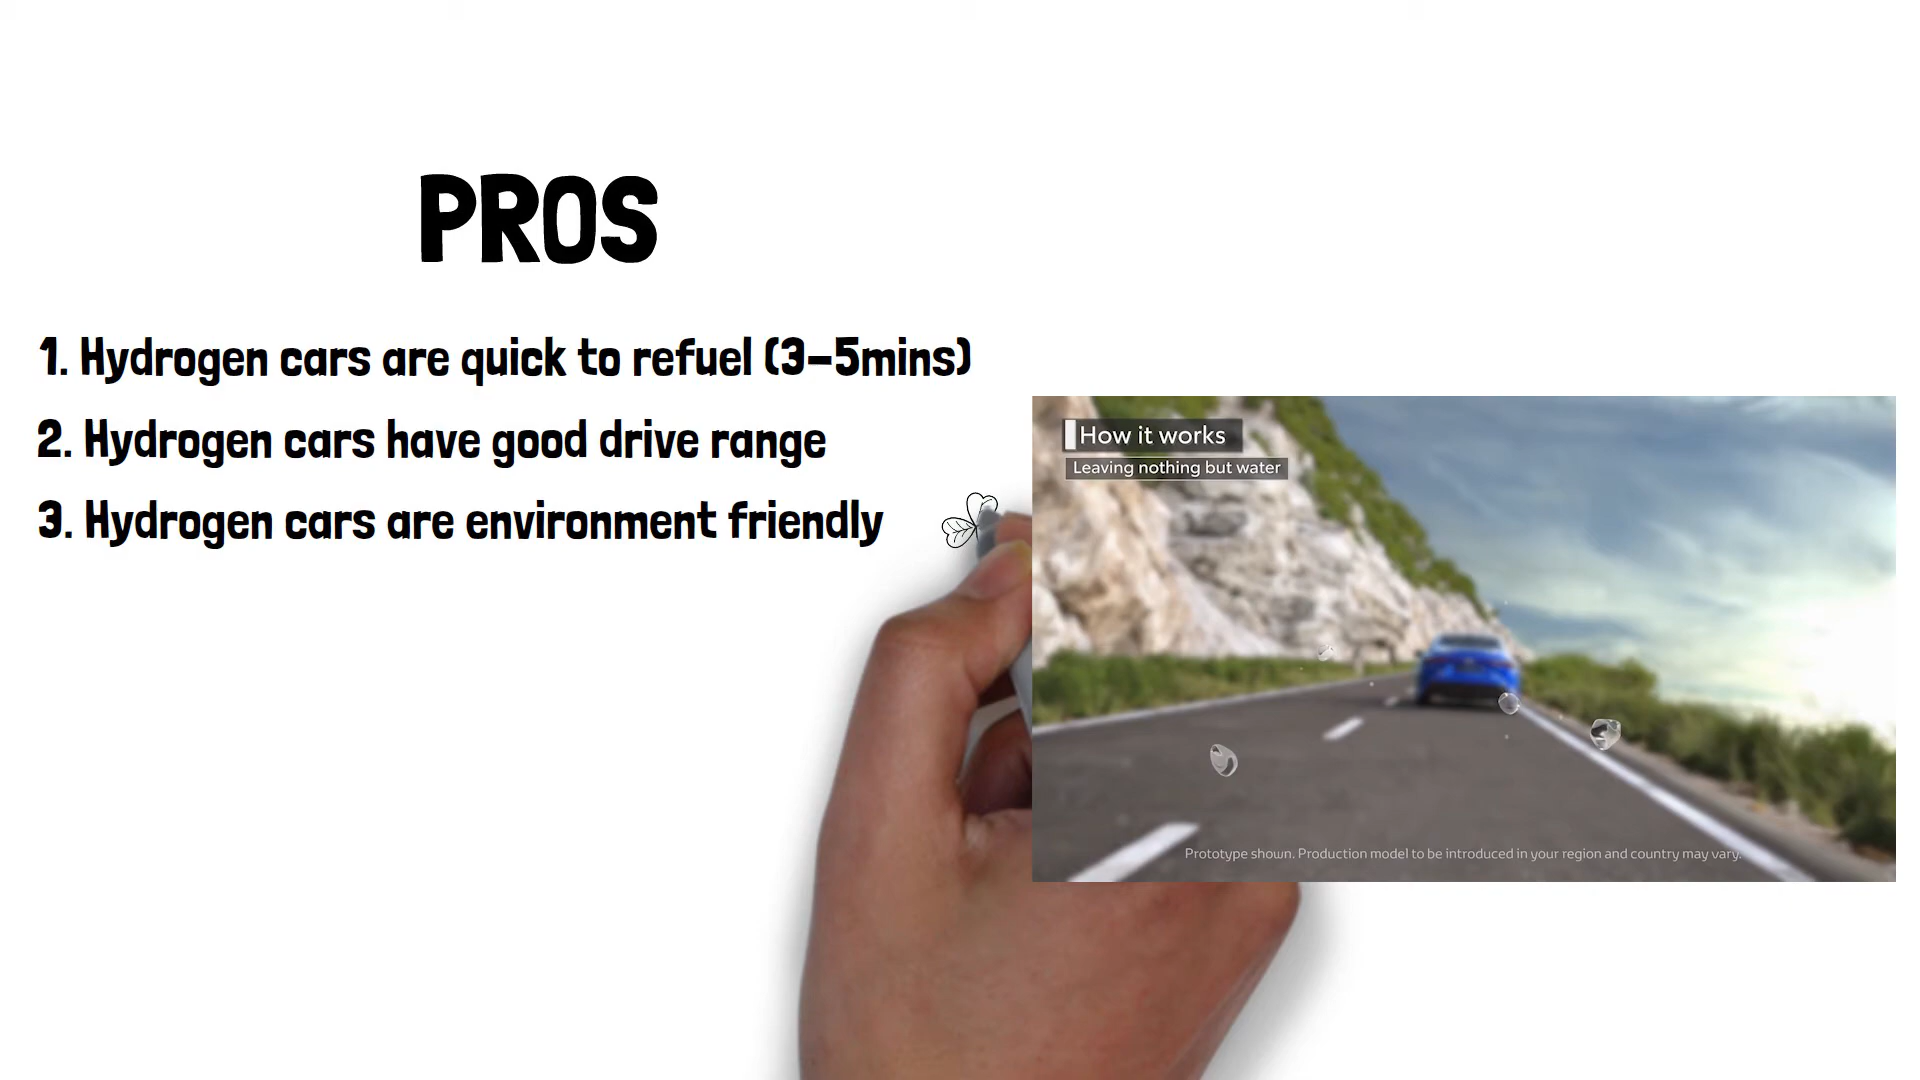 PROS
1. Hydrogen cars are quick to refuel (3-5mins)
2. Hydrogen cars have good drive range
3. Hydrogen cars are environment friendly
How it works
Leaving nothing but water
Prototype shown. Production model to be introduced in your region and country may vary.